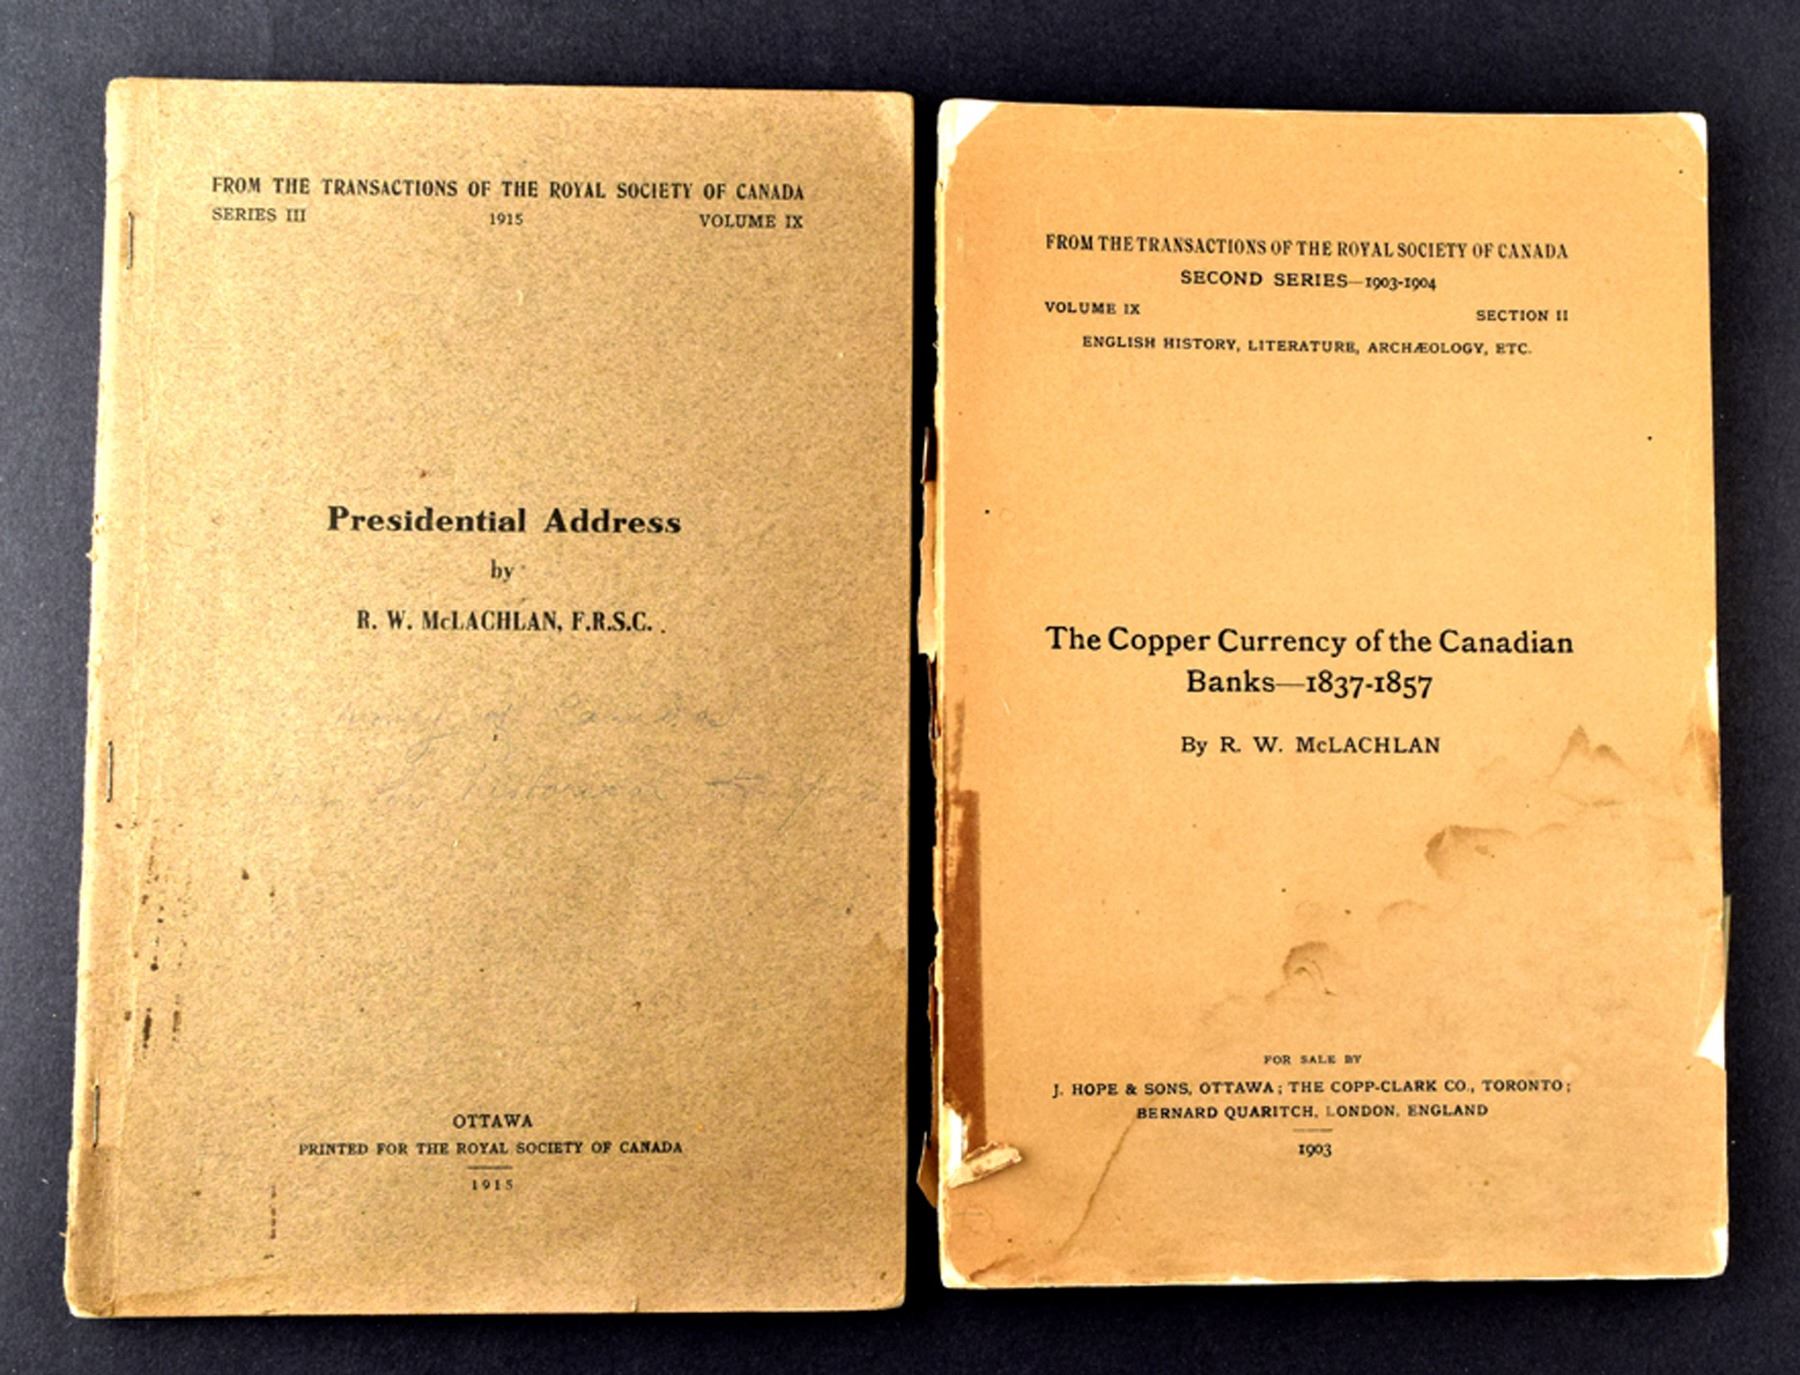 FROM THE TRANSACTIONS OF THE ROYAL SOCIETY OF CANADA
SERIES III 1915 VOLUME IX
Presidential Address
by
R. W. McLACHLAN, F.R.S.C.
of
historical
OTTAWA
PRINTED FOR THE ROYAL SOCIETY OF CANADA
1915
FROM THE TRANSACTIONS OF THE ROYAL SOCIETY OF CANADA
SECOND SERIES—1903-1904
VOLUME IX SECTION II
ENGLISH HISTORY, LITERATURE, ARCHÆOLOGY, ETC.
The Copper Currency of the Canadian
Banks—1837-1857
By R. W. McLACHLAN
FOR SALE BY
J. HOPE & SONS, OTTAWA; THE COPP-CLARK CO., TORONTO;
BERNARD QUARITCH, LONDON, ENGLAND
1903